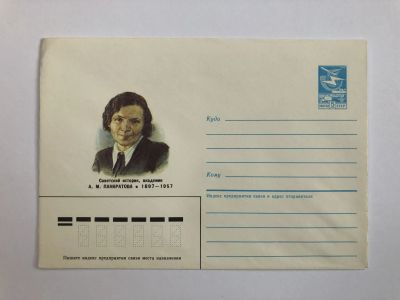 Советский историк, академик
А. М. ПАНКРАТОВА • 1897—1957
Куда
Кому
Индекс предприятия связи и адрес отправителя
Пишите индекс предприятия связи места назначения